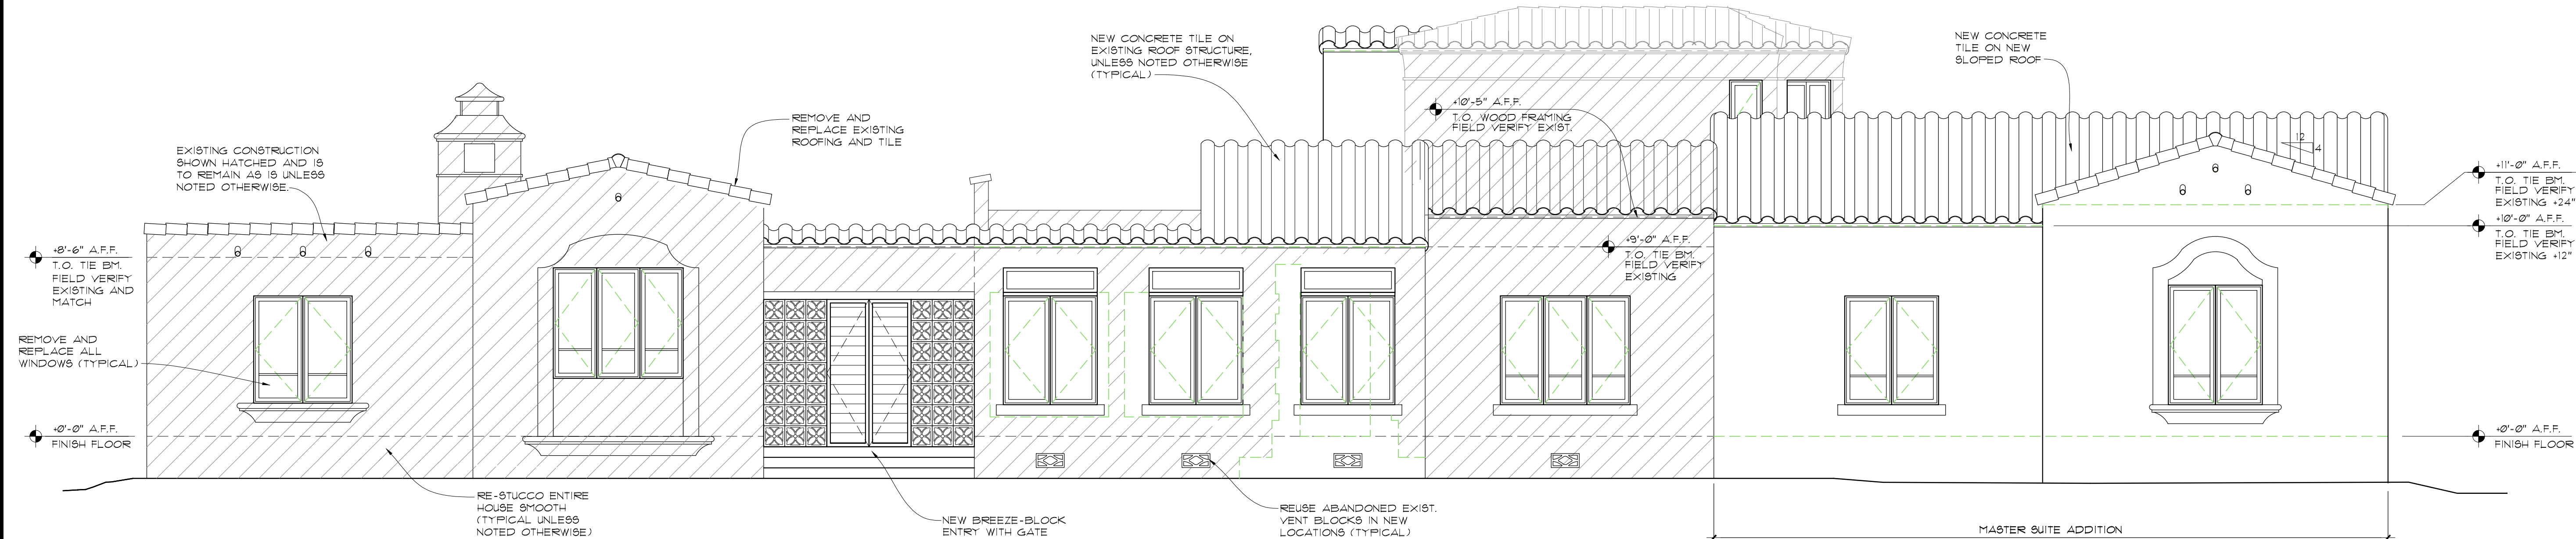 NEW CONCRETE TILE ON
EXISTING ROOF STRUCTURE,
UNLESS NOTED OTHERWISE
(TYPICAL)
NEW CONCRETE
TILE ON NEW
SLOPED ROOF
REMOVE AND
REPLACE EXISTING
ROOFING AND TILE
+10'-5" A.F.F.
T.O. WOOD FRAMING
FIELD VERIFY EXIST.
EXISTING CONSTRUCTION
SHOWN HATCHED AND IS
TO REMAIN AS IS UNLESS
NOTED OTHERWISE.
12
4
+11'-0" A.F.F.
T.O. TIE BM.
FIELD VERIFY
EXISTING +24"
+10'-0" A.F.F.
T.O. TIE BM.
FIELD VERIFY
EXISTING +12"
+8'-6" A.F.F.
T.O. TIE BM.
FIELD VERIFY
EXISTING AND
MATCH
+9'-0" A.F.F.
T.O. TIE BM.
FIELD VERIFY
EXISTING
REMOVE AND
REPLACE ALL
WINDOWS (TYPICAL)
+0'-0" A.F.F.
FINISH FLOOR
+0'-0" A.F.F.
FINISH FLOOR
RE-STUCCO ENTIRE
HOUSE SMOOTH
(TYPICAL UNLESS
NOTED OTHERWISE)
NEW BREEZE-BLOCK
ENTRY WITH GATE
REUSE ABANDONED EXIST.
VENT BLOCKS IN NEW
LOCATIONS (TYPICAL)
MASTER SUITE ADDITION